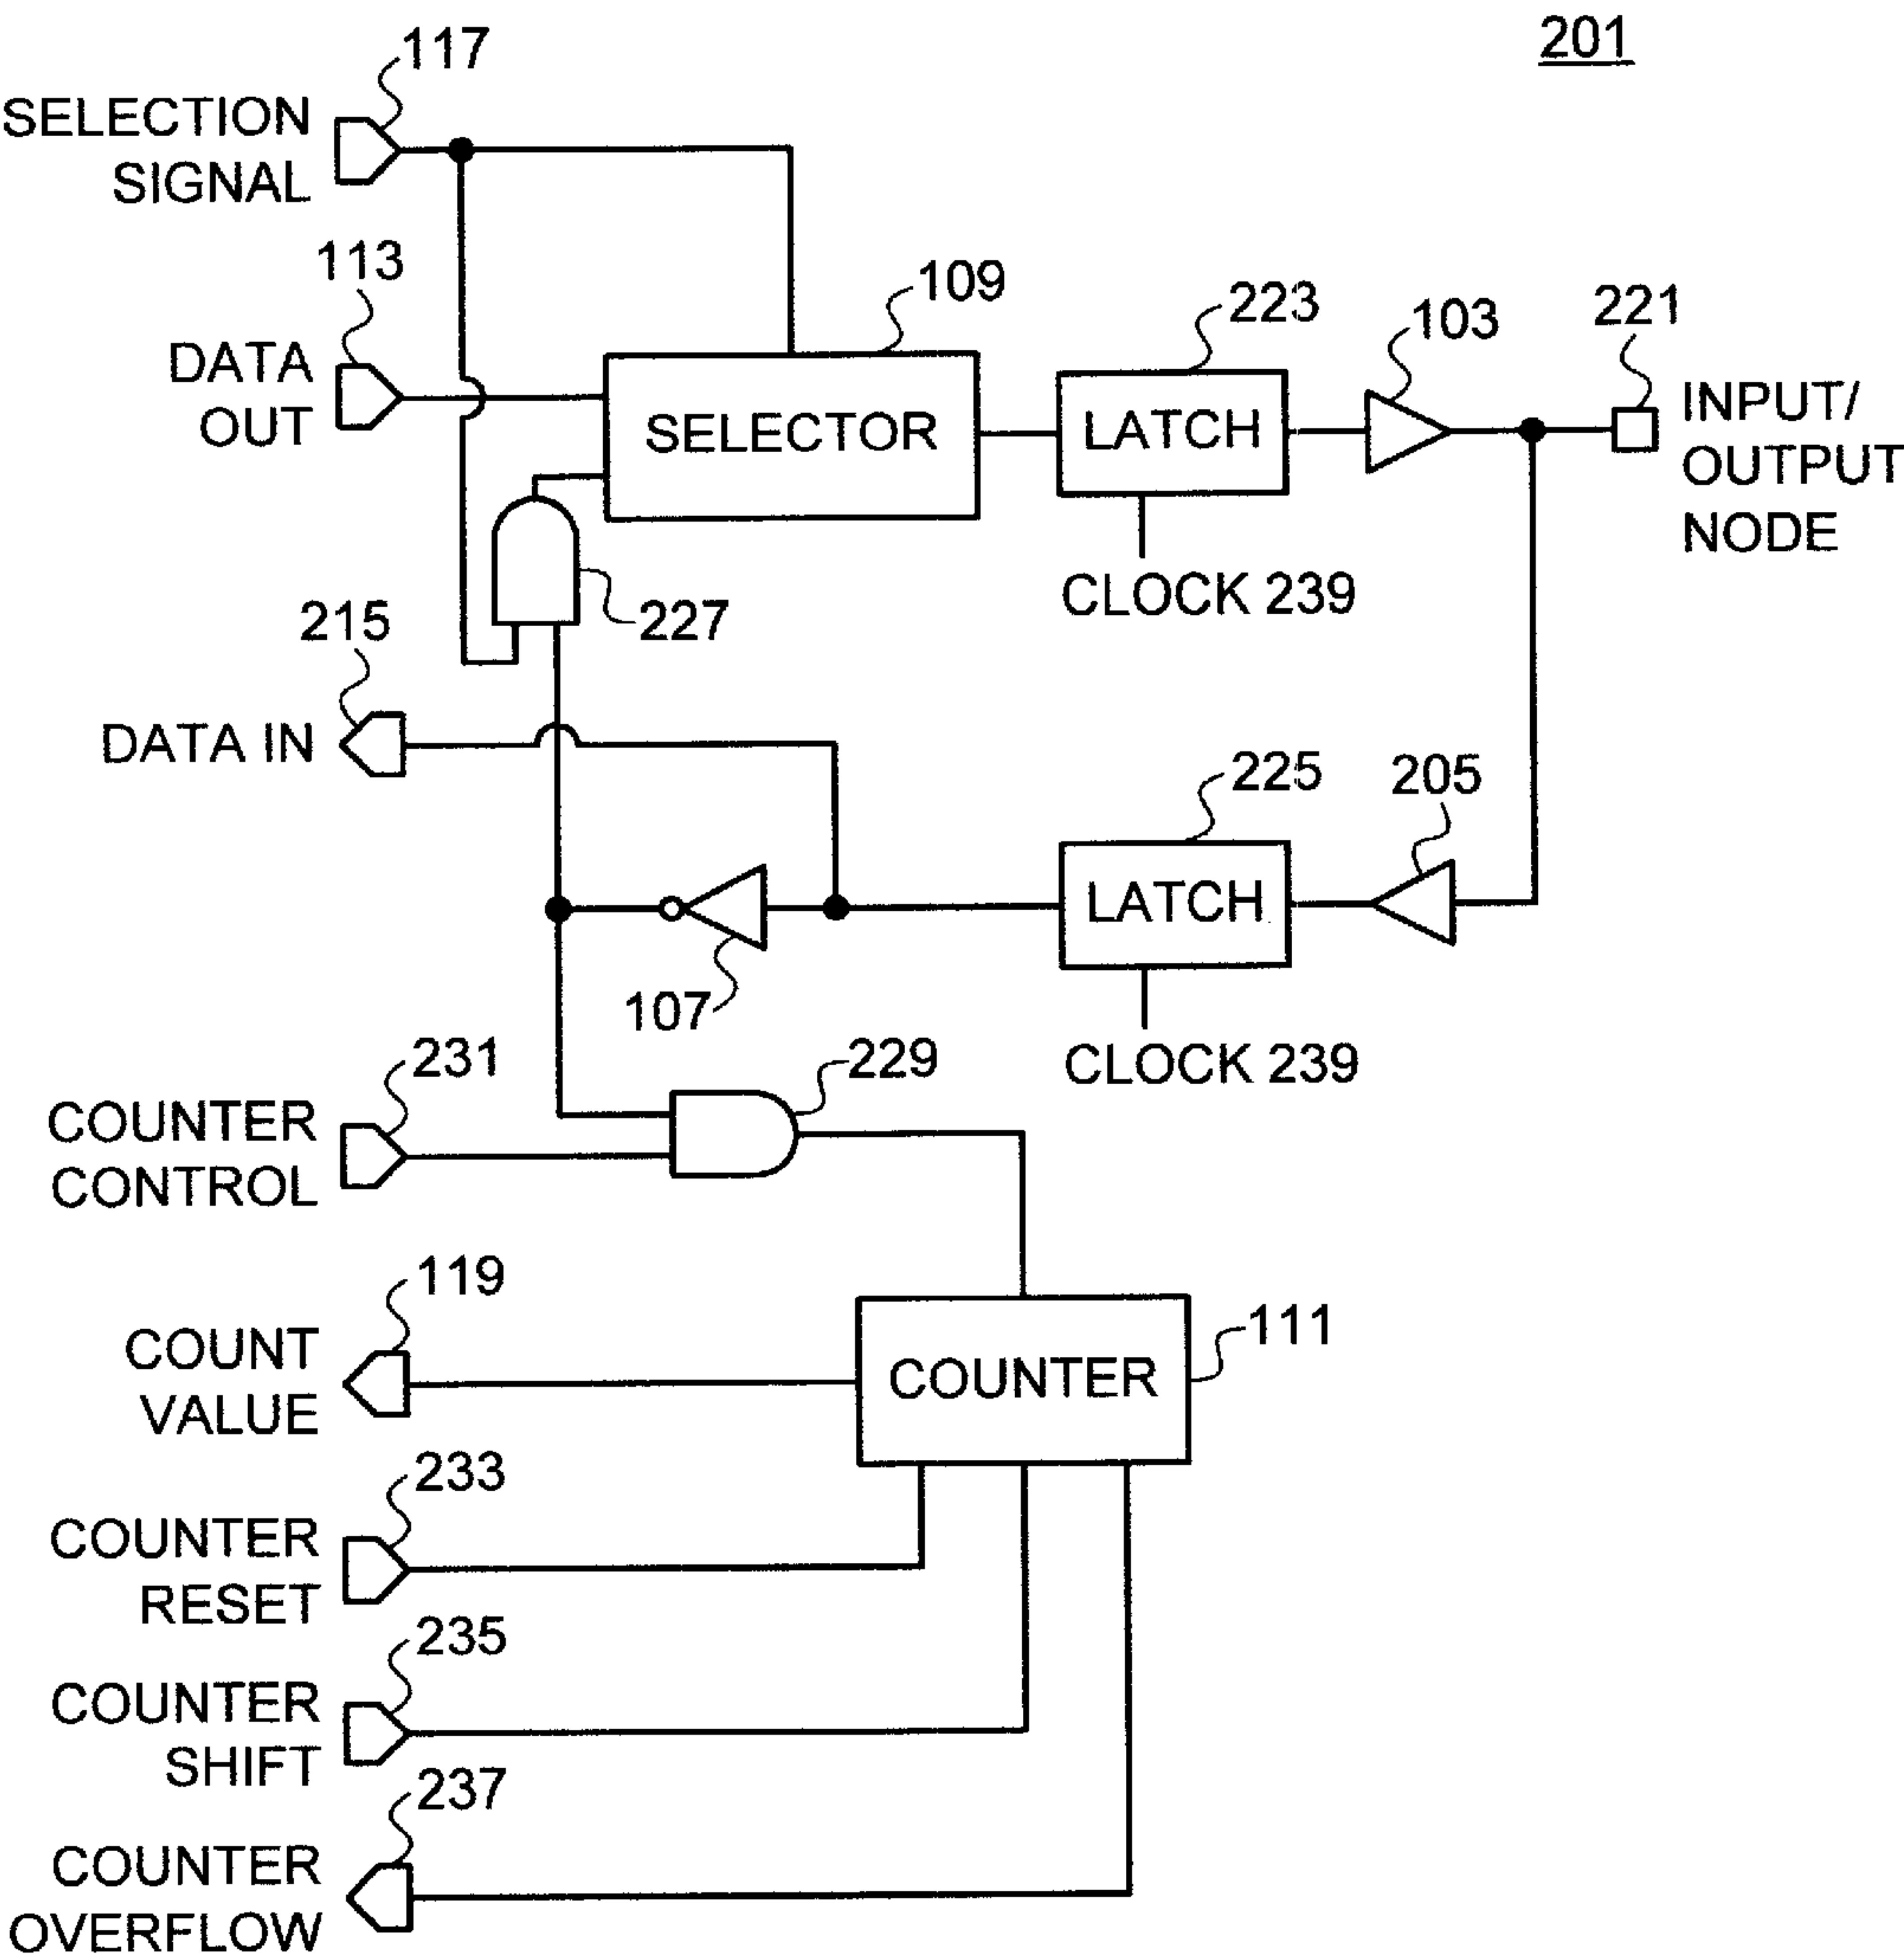 201
117
SELECTION
SIGNAL
113
DATA
OUT
109
SELECTOR
223
LATCH
CLOCK 239
103
221
INPUT/
OUTPUT
NODE
227
215
DATA IN
225
LATCH
CLOCK 239
205
107
231
COUNTER
CONTROL
229
119
COUNT
VALUE
COUNTER
111
233
COUNTER
RESET
235
COUNTER
SHIFT
237
COUNTER
OVERFLOW